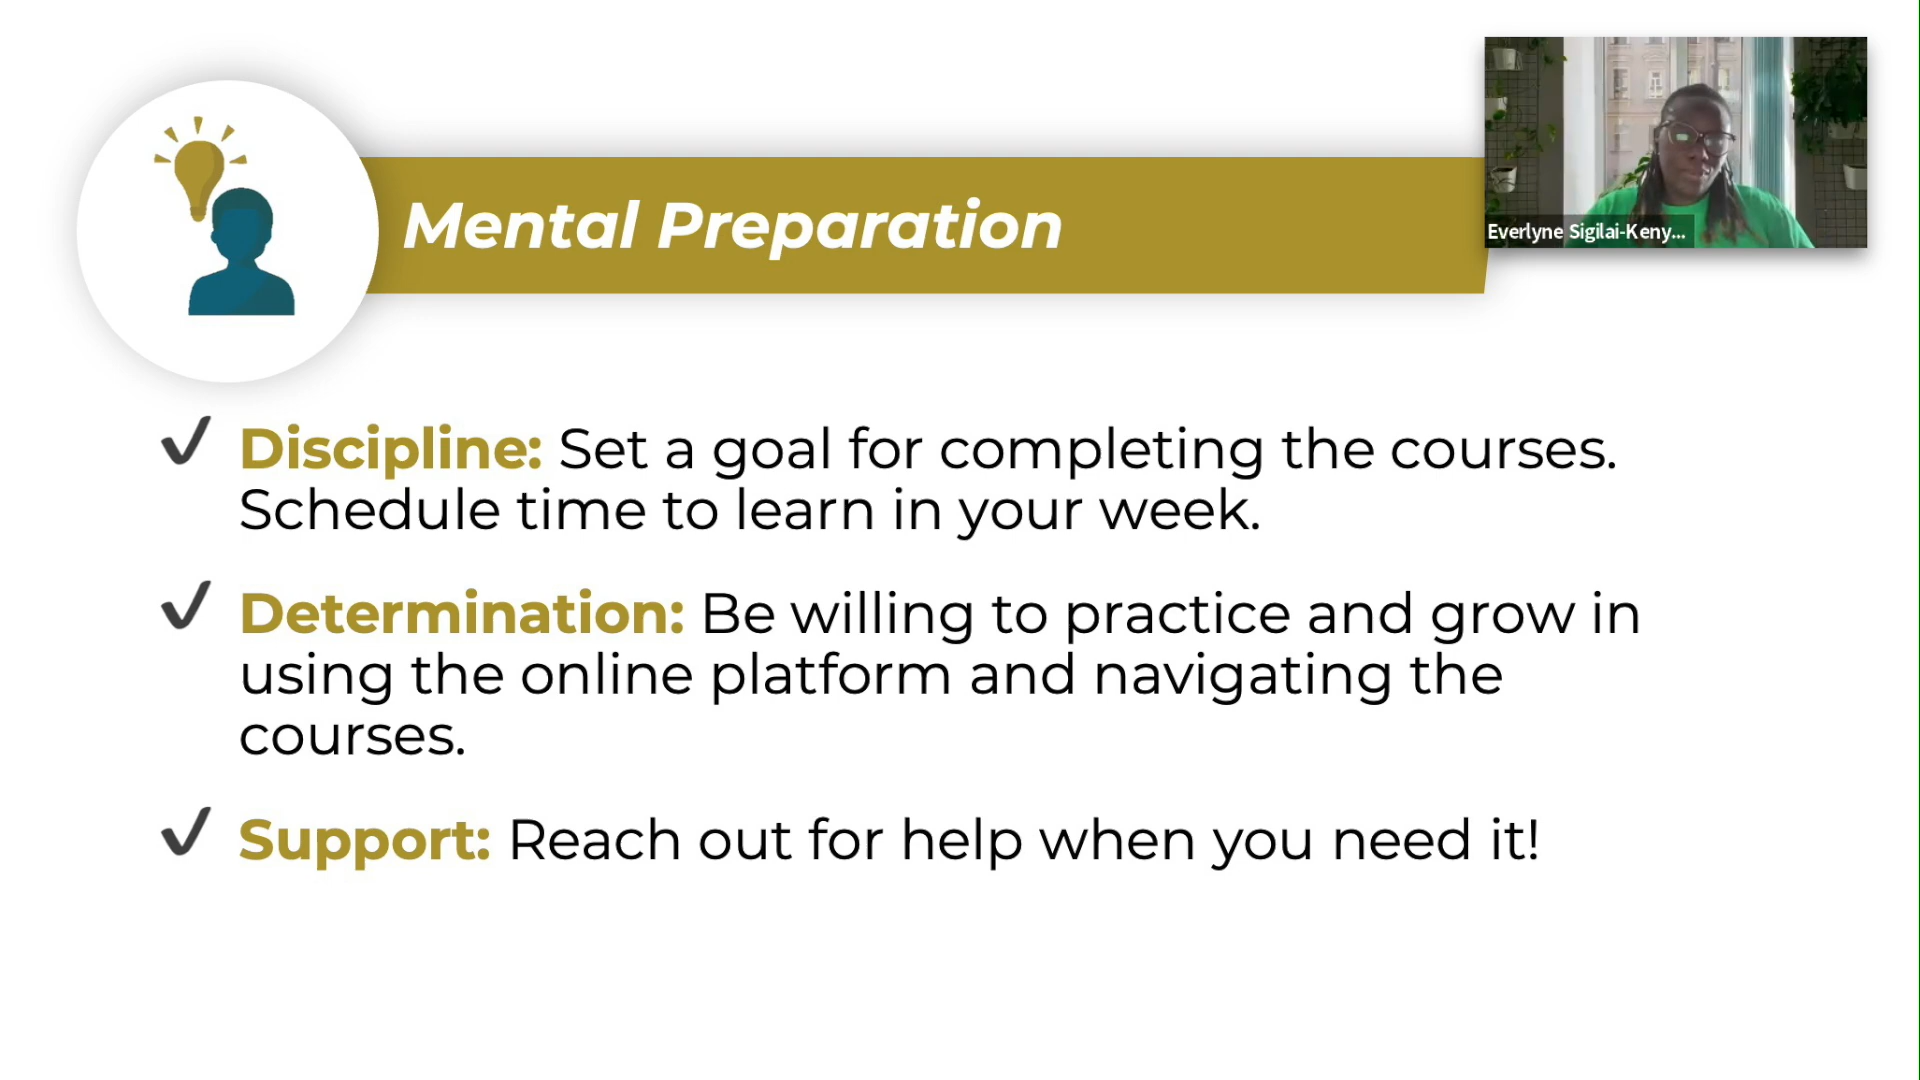 Mental Preparation
Everlyne Sigilai-Keny...
✔ Discipline: Set a goal for completing the courses.
Schedule time to learn in your week.
✔ Determination: Be willing to practice and grow in
using the online platform and navigating the
courses.
✔ Support: Reach out for help when you need it!